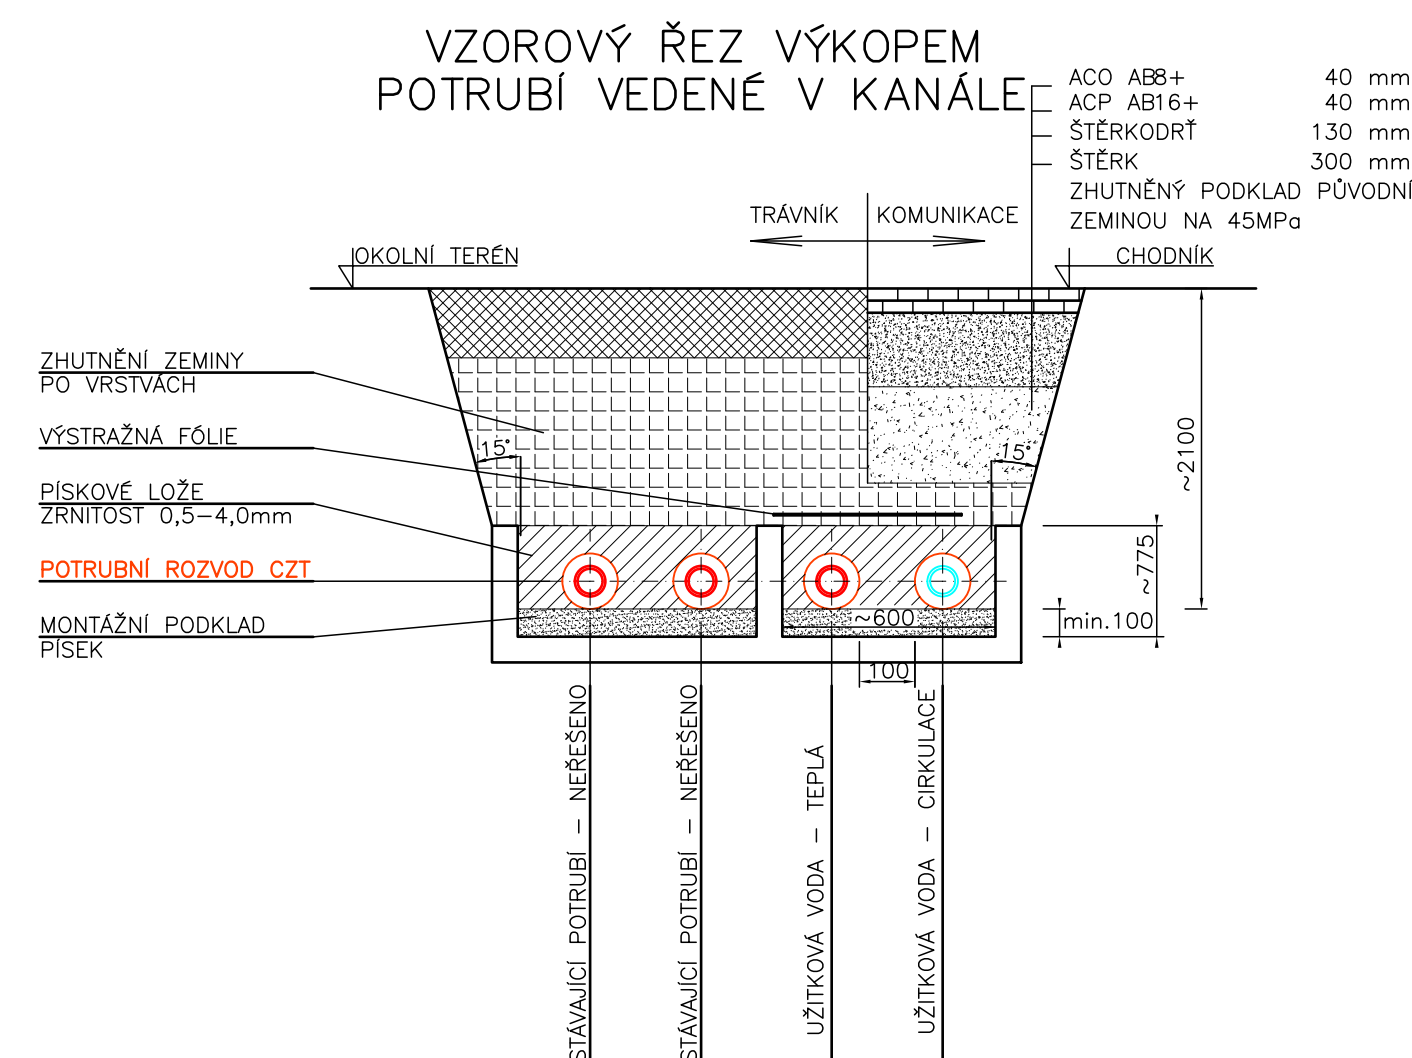 VZOROVÝ ŘEZ VÝKOPEM
POTRUBÍ VEDENÉ V KANÁLE
ACO AB8+ 40 mm
ACP AB16+ 40 mm
ŠTĚRKODRŤ 130 mm
ŠTĚRK 300 mm
ZHUTNĚNÝ PODKLAD PŮVODNÍ
ZEMINOU NA 45MPa
TRÁVNÍK KOMUNIKACE
OKOLNÍ TERÉN
CHODNÍK
ZHUTNĚNÍ ZEMINY
PO VRSTVÁCH
VÝSTRAŽNÁ FÓLIE
15°
15°
~2100
PÍSKOVÉ LOŽE
ZRNITOST 0,5-4,0mm
POTRUBNÍ ROZVOD CZT
~775
MONTÁŽNÍ PODKLAD
PÍSEK
~600
min.100
100
STÁVAJÍCÍ POTRUBÍ - NEŘEŠENO
STÁVAJÍCÍ POTRUBÍ - NEŘEŠENO
UŽITKOVÁ VODA - TEPLÁ
UŽITKOVÁ VODA - CIRKULACE